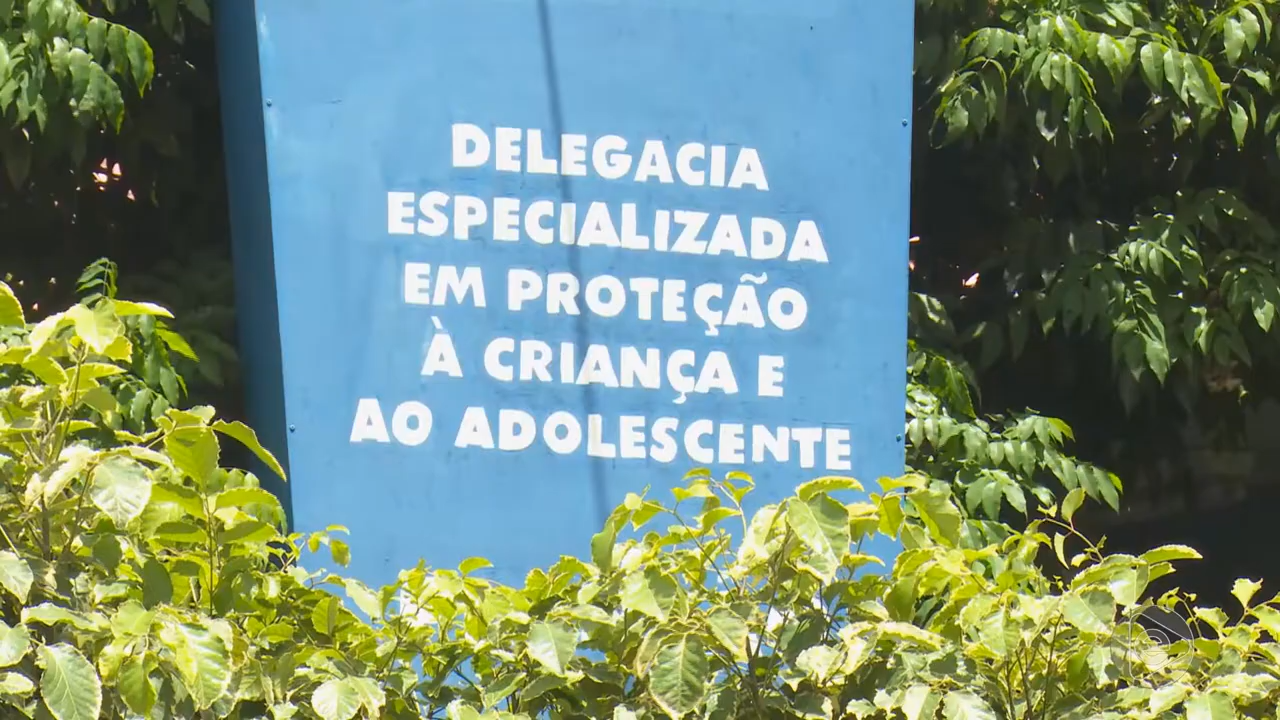 DELEGACIA
ESPECIALIZADA
EM PROTEÇÃO
À CRIANÇA E
AO ADOLESCENTE